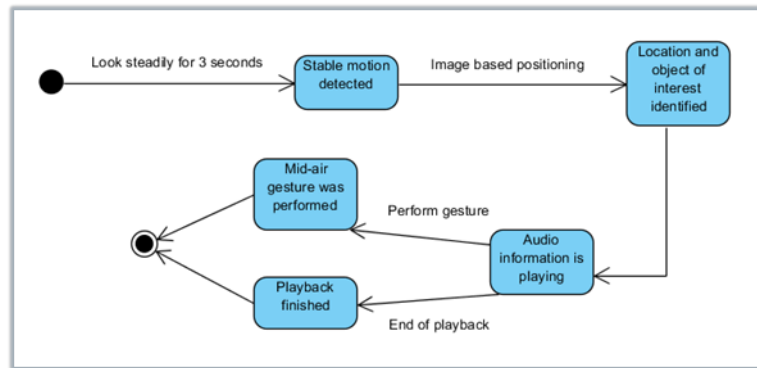 Look steadily for 3 seconds
Stable motion
detected
Image based positioning
Location and
object of
interest
identified
Mid-air
gesture was
performed
Perform gesture
Audio
information is
playing
Playback
finished
End of playback